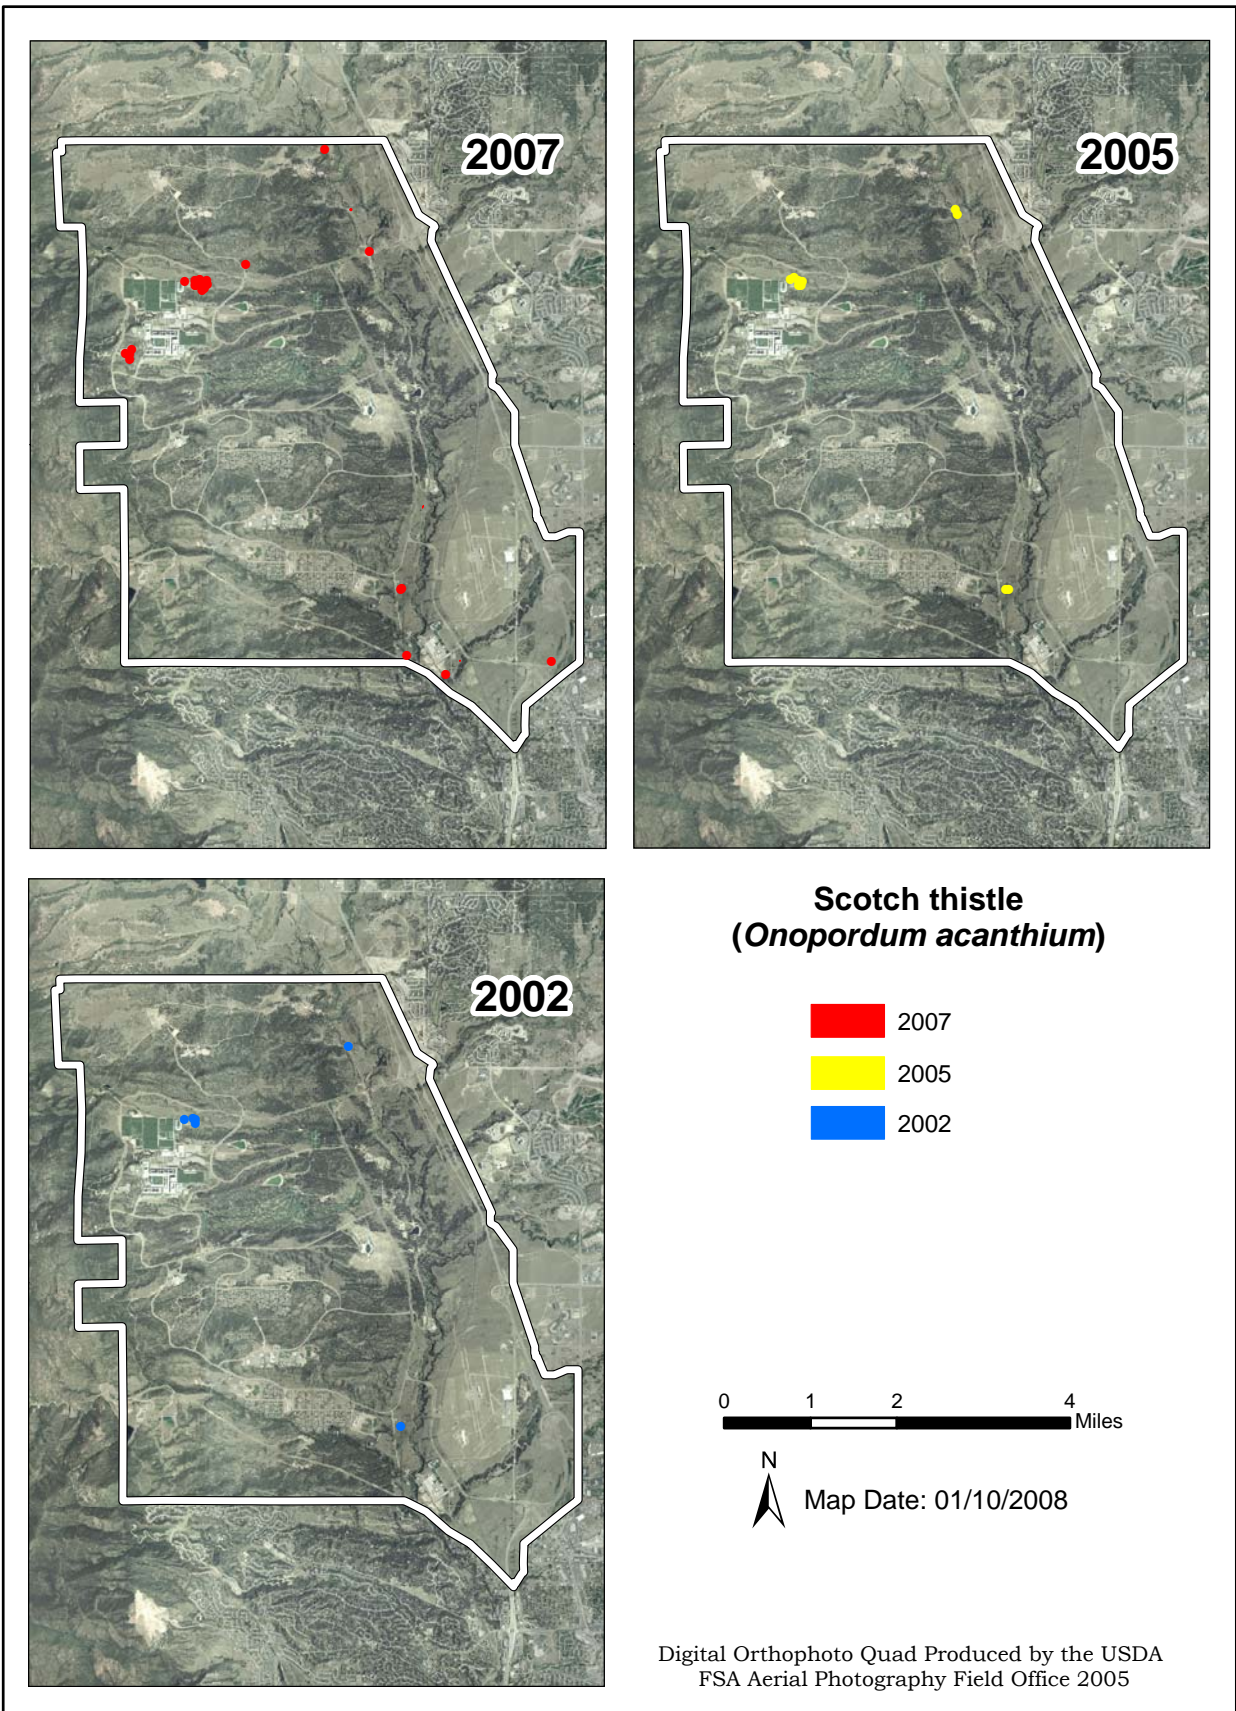 2007
2005
2002
Scotch thistle
(Onopordum acanthium)
2007
2005
2002
0 1 2 4
Miles
N
Map Date: 01/10/2008
Digital Orthophoto Quad Produced by the USDA
FSA Aerial Photography Field Office 2005